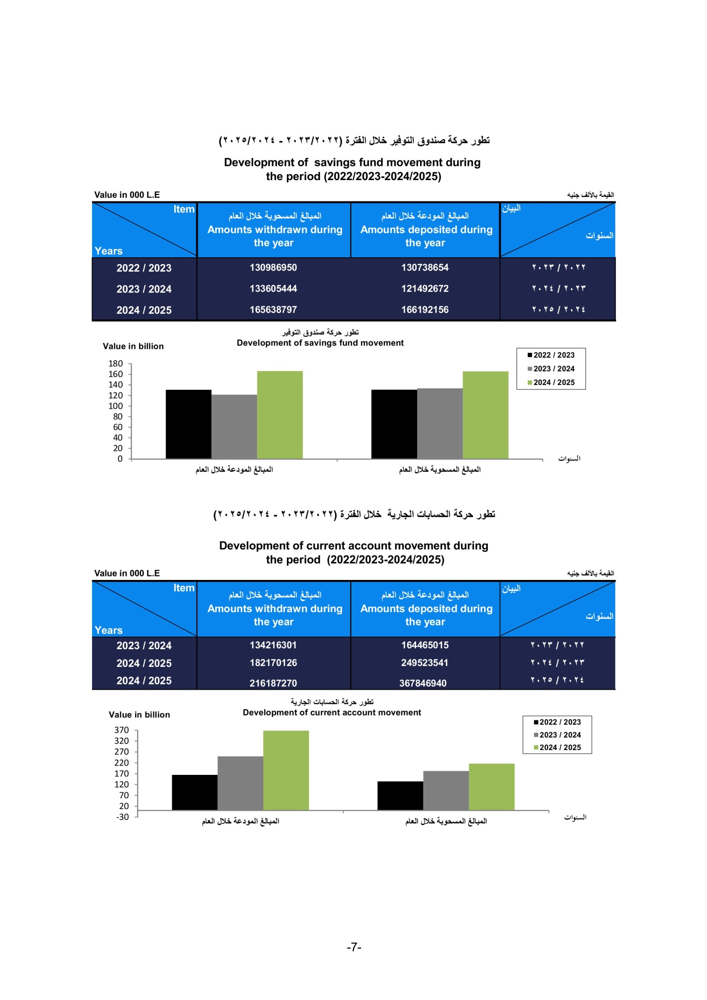 تطور حركة صندوق التوفير خلال الفترة (٢٠٢٣/٢٠٢٢ - ٢٠٢٥/٢٠٢٤)
Development of savings fund movement during
the period (2022/2023-2024/2025)
Value in 000 L.E القيمة بالألف جنيه
Item المبالغ المسحوبة خلال العام المبالغ المودعة خلال العام البيان
Amounts withdrawn during Amounts deposited during السنوات
Years the year the year
2022 / 2023 130986950 130738654 ٢٠٢٢ / ٢٠٢٣
2023 / 2024 133605444 121492672 ٢٠٢٣ / ٢٠٢٤
2024 / 2025 165638797 166192156 ٢٠٢٤ / ٢٠٢٥
تطور حركة صندوق التوفير
Development of savings fund movement
Value in billion
2022 / 2023
2023 / 2024
2024 / 2025
180
160
140
120
100
80
60
40
20
0
السنوات
المبالغ المودعة خلال العام المبالغ المسحوبة خلال العام
تطور حركة الحسابات الجارية خلال الفترة (٢٠٢٣/٢٠٢٢ - ٢٠٢٥/٢٠٢٤)
Development of current account movement during
the period (2022/2023-2024/2025)
Value in 000 L.E القيمة بالألف جنيه
Item المبالغ المسحوبة خلال العام المبالغ المودعة خلال العام البيان
Amounts withdrawn during Amounts deposited during السنوات
Years the year the year
2023 / 2024 134216301 164465015 ٢٠٢٢ / ٢٠٢٣
2024 / 2025 182170126 249523541 ٢٠٢٣ / ٢٠٢٤
2024 / 2025 216187270 367846940 ٢٠٢٤ / ٢٠٢٥
تطور حركة الحسابات الجارية
Development of current account movement
Value in billion
2022 / 2023
2023 / 2024
2024 / 2025
370
320
270
220
170
120
70
20
-30
السنوات
المبالغ المودعة خلال العام المبالغ المسحوبة خلال العام
-7-